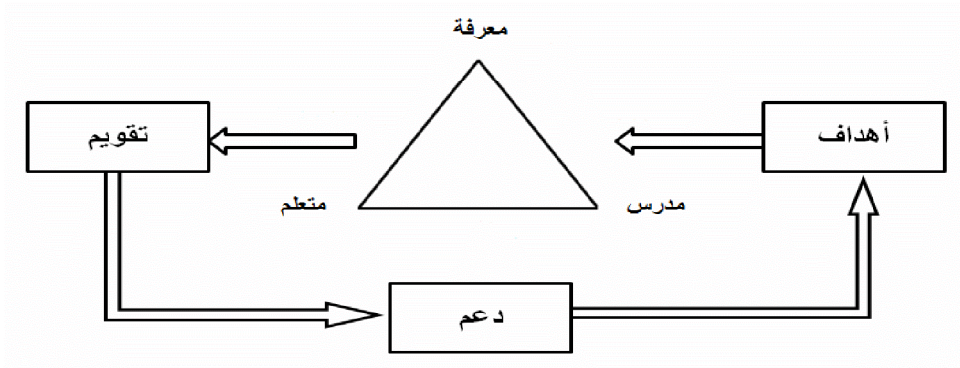 معرفة
أهداف
تقويم
مدرس
متعلم
دعم